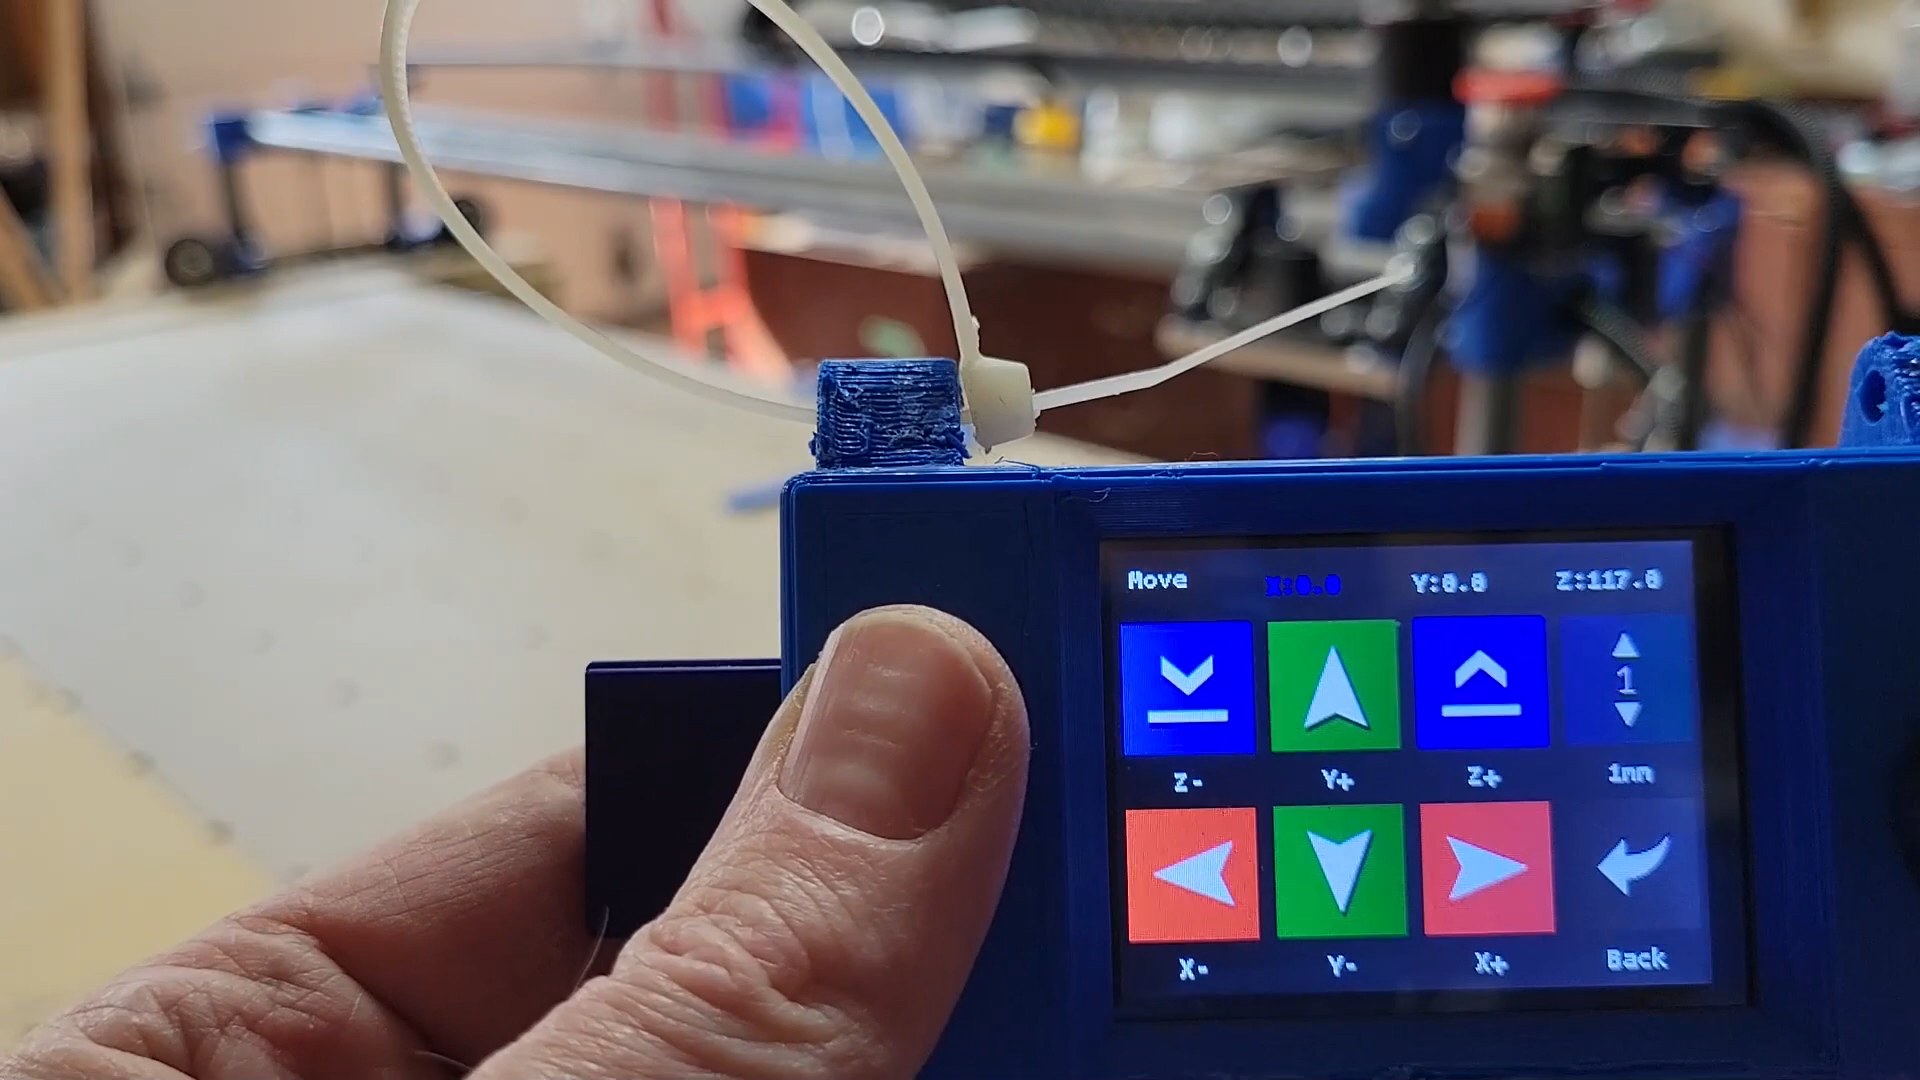 Move X:0.0 Y:0.0 Z:117.0
1
Z- Y+ Z+ 1mm
X- Y- X+ Back